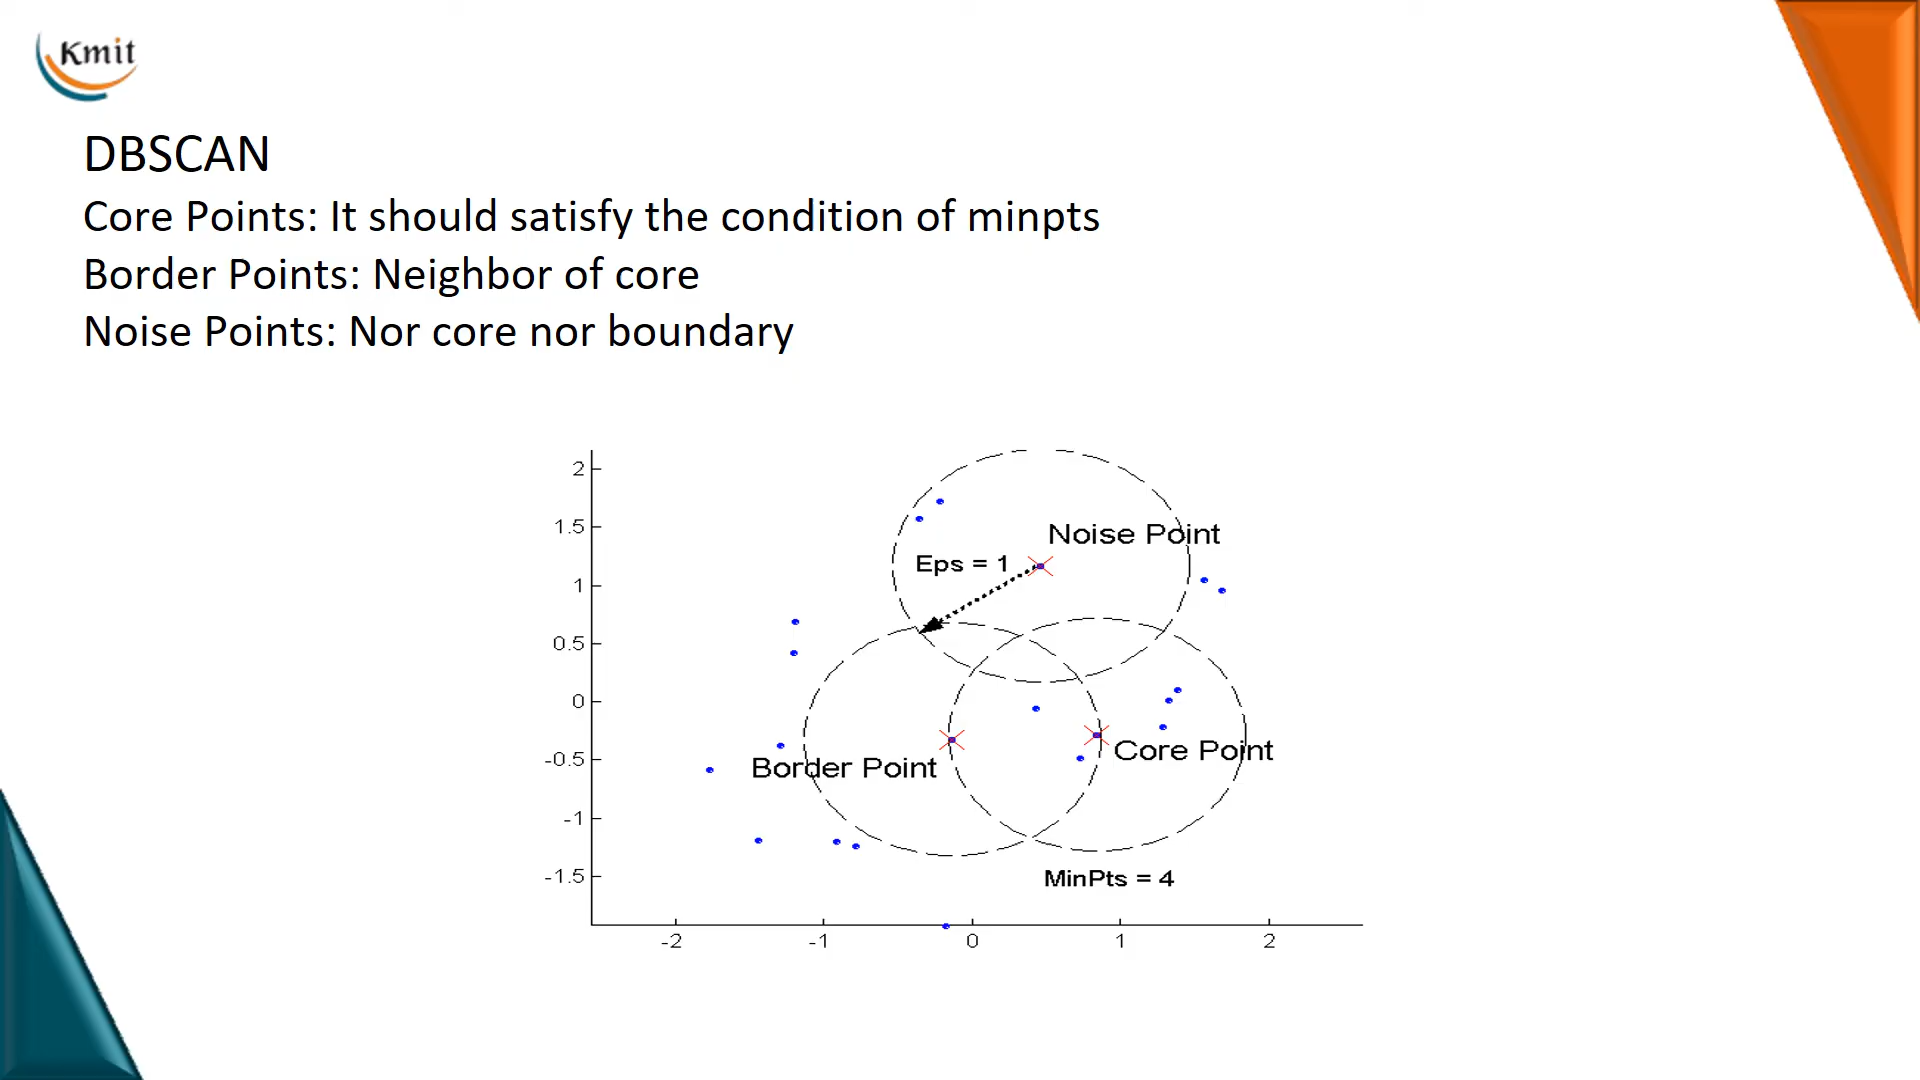 Kmit
DBSCAN
Core Points: It should satisfy the condition of minpts
Border Points: Neighbor of core
Noise Points: Nor core nor boundary
2
1.5
1
0.5
0
-0.5
-1
-1.5
Noise Point
Eps = 1
Core Point
Border Point
MinPts = 4
-2
-1
0
1
2